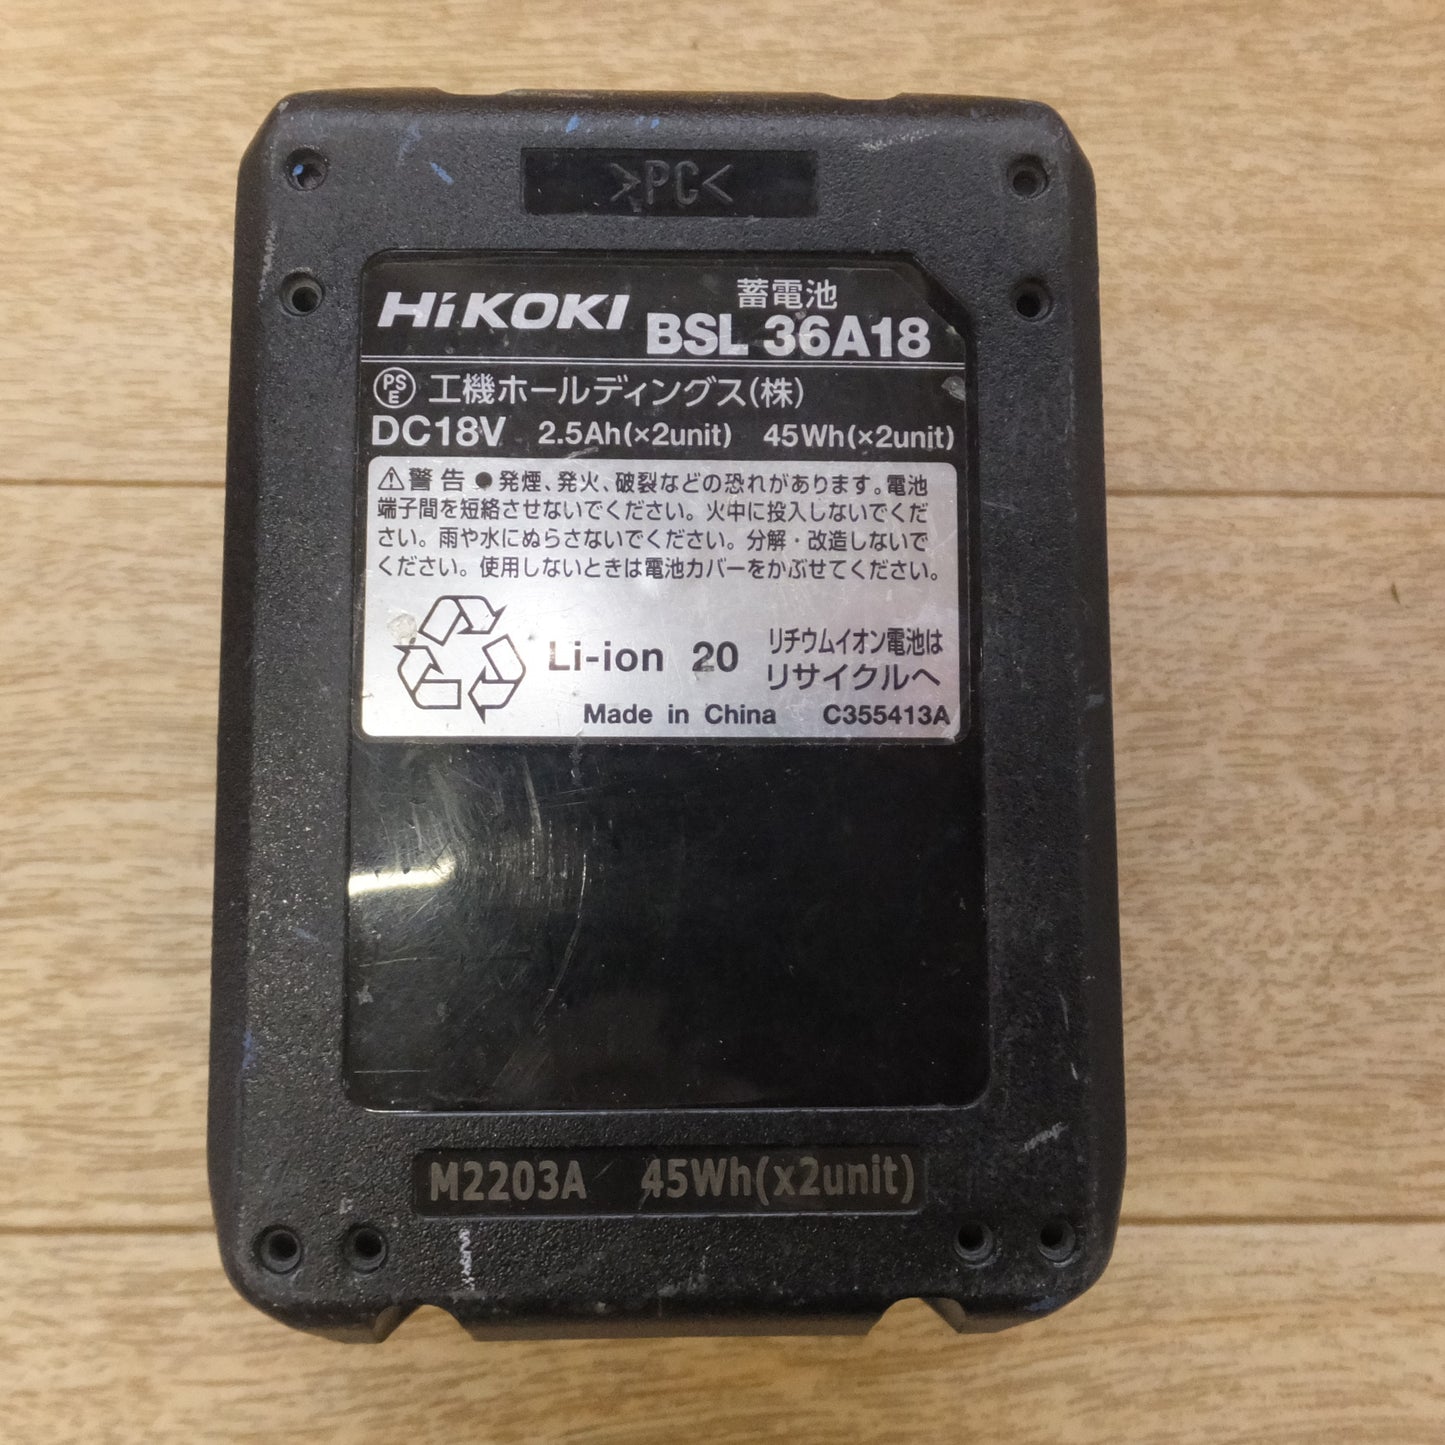 >PC<
HiKOKI
蓄電池
BSL 36A18
PSE 工機ホールディングス(株)
DC18V 2.5Ah(×2unit) 45Wh(×2unit)
⚠警告 ●発煙、発火、破裂などの恐れがあります。電池
端子間を短絡させないでください。火中に投入しないでくだ
さい。雨や水にぬらさないでください。分解・改造しないで
ください。使用しないときは電池カバーをかぶせてください。
Li-ion 20
リチウムイオン電池は
リサイクルへ
Made in China C355413A
M2203A 45Wh(x2unit)